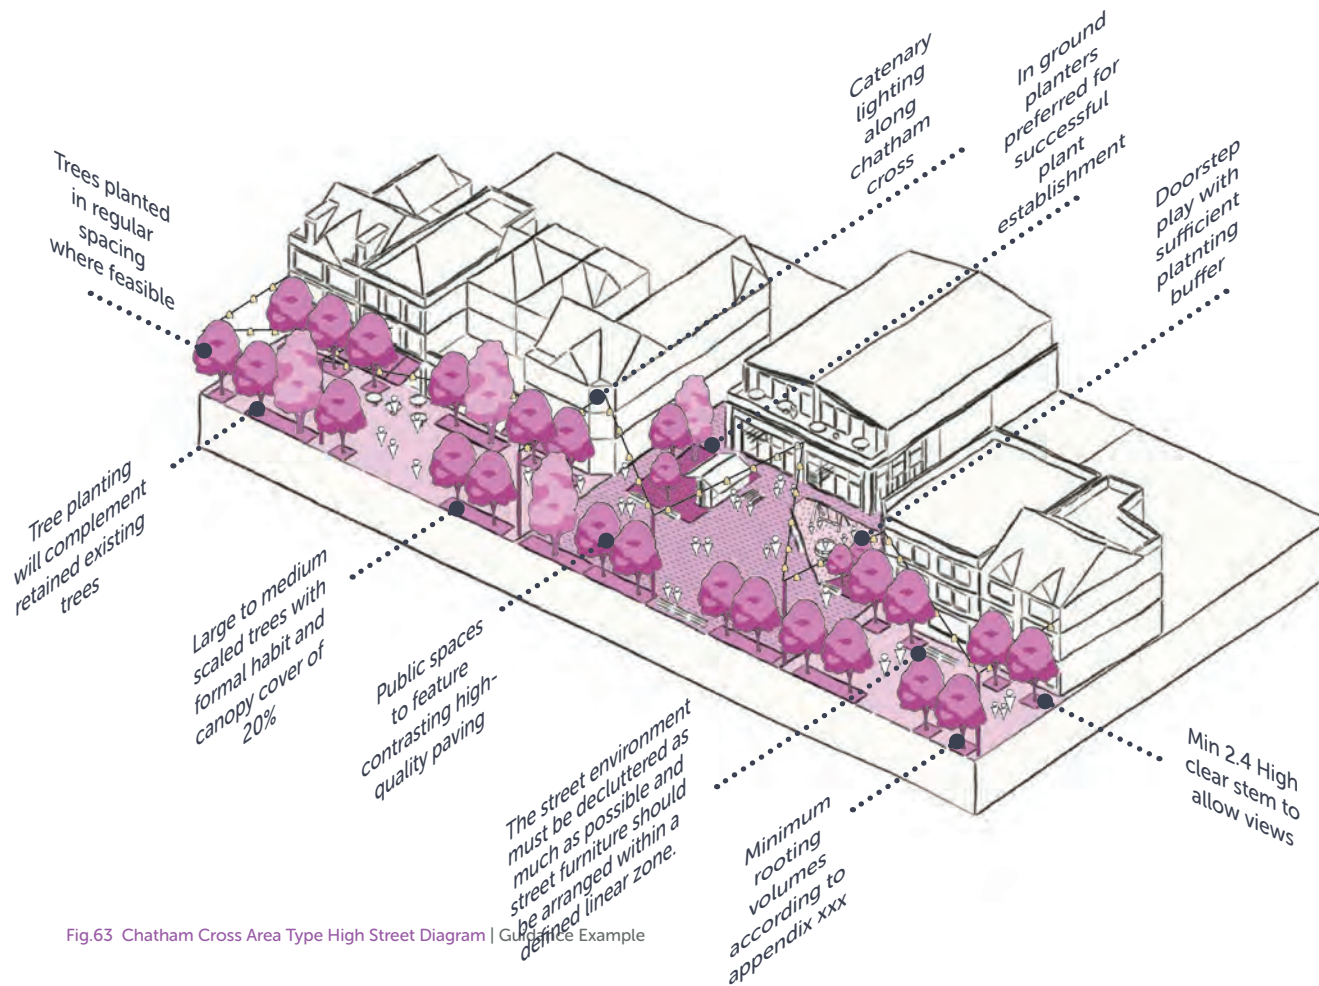 Catenary
lighting
along
chatham
cross
In ground
planters
preferred for
successful
plant
establishment
Doorstep
play with
sufficient
platnting
buffer
Trees planted
in regular
spacing
where feasible
Tree planting
will complement
retained existing
trees
Large to medium
scaled trees with
formal habit and
canopy cover of
20%
Public spaces
to feature
contrasting high-
quality paving
The street environment
must be decluttered as
much as possible and
street furniture should
be arranged within a
defined linear zone.
Minimum
rooting
volumes
according to
appendix xxx
Min 2.4 High
clear stem to
allow views
Fig.63 Chatham Cross Area Type High Street Diagram | Guidance Example